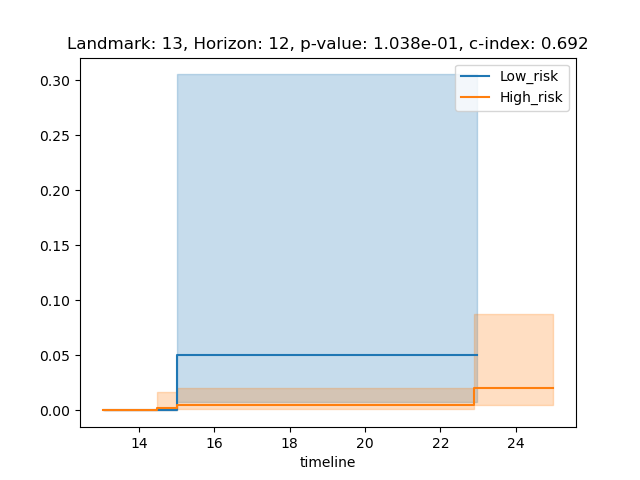 Landmark: 13, Horizon: 12, p-value: 1.038e-01, c-index: 0.692
Low_risk
High_risk
0.30
0.25
0.20
0.15
0.10
0.05
0.00
14 16 18 20 22 24
timeline